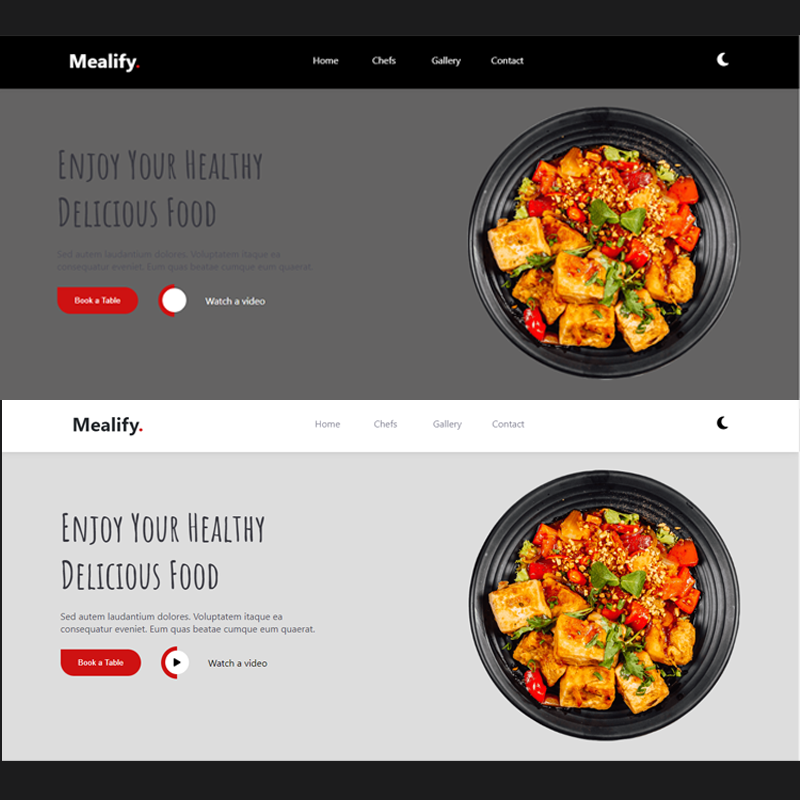 Mealify.
Home Chefs Gallery Contact
Enjoy Your Healthy
Delicious Food
Sed autem laudantium dolores. Voluptatem itaque ea
consequatur eveniet. Eum quas beatae cumque eum quaerat.
Book a Table Watch a video
Mealify.
Home Chefs Gallery Contact
Enjoy Your Healthy
Delicious Food
Sed autem laudantium dolores. Voluptatem itaque ea
consequatur eveniet. Eum quas beatae cumque eum quaerat.
Book a Table Watch a video